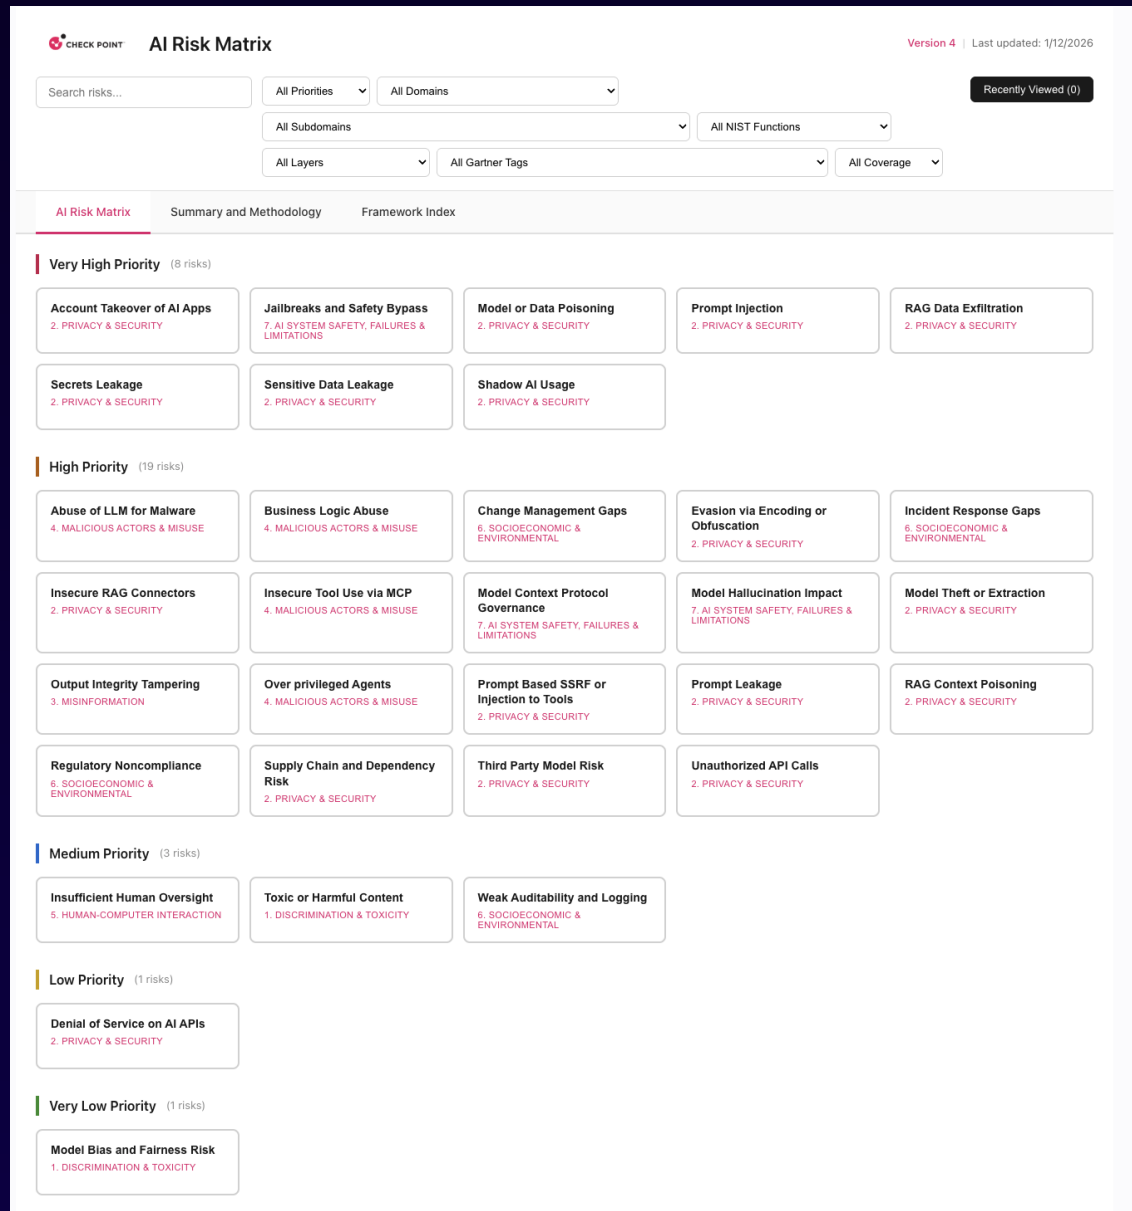 CHECK POINT
AI Risk Matrix
Version 4 | Last updated: 1/12/2026
Search risks...
All Priorities
All Domains
Recently Viewed (0)
All Subdomains
All NIST Functions
All Layers
All Gartner Tags
All Coverage
AI Risk Matrix
Summary and Methodology
Framework Index
Very High Priority (8 risks)
Account Takeover of AI Apps
2. PRIVACY & SECURITY
Jailbreaks and Safety Bypass
7. AI SYSTEM SAFETY, FAILURES &
LIMITATIONS
Model or Data Poisoning
2. PRIVACY & SECURITY
Prompt Injection
2. PRIVACY & SECURITY
RAG Data Exfiltration
2. PRIVACY & SECURITY
Secrets Leakage
2. PRIVACY & SECURITY
Sensitive Data Leakage
2. PRIVACY & SECURITY
Shadow AI Usage
2. PRIVACY & SECURITY
High Priority (19 risks)
Abuse of LLM for Malware
4. MALICIOUS ACTORS & MISUSE
Business Logic Abuse
4. MALICIOUS ACTORS & MISUSE
Change Management Gaps
6. SOCIOECONOMIC &
ENVIRONMENTAL
Evasion via Encoding or
Obfuscation
2. PRIVACY & SECURITY
Incident Response Gaps
6. SOCIOECONOMIC &
ENVIRONMENTAL
Insecure RAG Connectors
2. PRIVACY & SECURITY
Insecure Tool Use via MCP
4. MALICIOUS ACTORS & MISUSE
Model Context Protocol
Governance
7. AI SYSTEM SAFETY, FAILURES &
LIMITATIONS
Model Hallucination Impact
7. AI SYSTEM SAFETY, FAILURES &
LIMITATIONS
Model Theft or Extraction
2. PRIVACY & SECURITY
Output Integrity Tampering
3. MISINFORMATION
Over privileged Agents
4. MALICIOUS ACTORS & MISUSE
Prompt Based SSRF or
Injection to Tools
2. PRIVACY & SECURITY
Prompt Leakage
2. PRIVACY & SECURITY
RAG Context Poisoning
2. PRIVACY & SECURITY
Regulatory Noncompliance
6. SOCIOECONOMIC &
ENVIRONMENTAL
Supply Chain and Dependency
Risk
2. PRIVACY & SECURITY
Third Party Model Risk
2. PRIVACY & SECURITY
Unauthorized API Calls
2. PRIVACY & SECURITY
Medium Priority (3 risks)
Insufficient Human Oversight
5. HUMAN-COMPUTER INTERACTION
Toxic or Harmful Content
1. DISCRIMINATION & TOXICITY
Weak Auditability and Logging
6. SOCIOECONOMIC &
ENVIRONMENTAL
Low Priority (1 risks)
Denial of Service on AI APIs
2. PRIVACY & SECURITY
Very Low Priority (1 risks)
Model Bias and Fairness Risk
1. DISCRIMINATION & TOXICITY